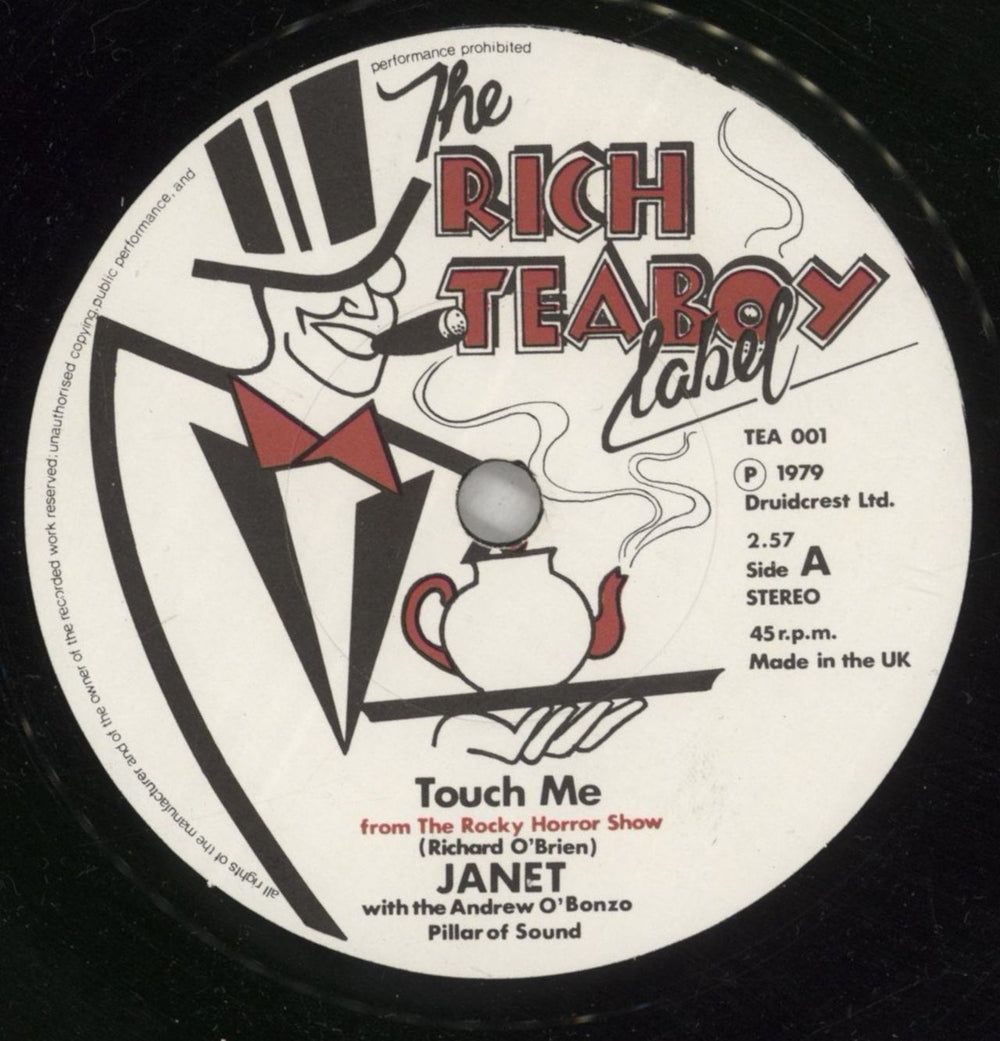 The
RICH
TEABOY
label
TEA 001
Ⓟ 1979
Druidcrest Ltd.
2.57
Side A
STEREO
45 r.p.m.
Made in the UK
Touch Me
from The Rocky Horror Show
(Richard O'Brien)
JANET
with the Andrew O'Bonzo
Pillar of Sound
all rights of the manufacturer and of the owner of the recorded work reserved; unauthorised copying, public performance, and performance prohibited